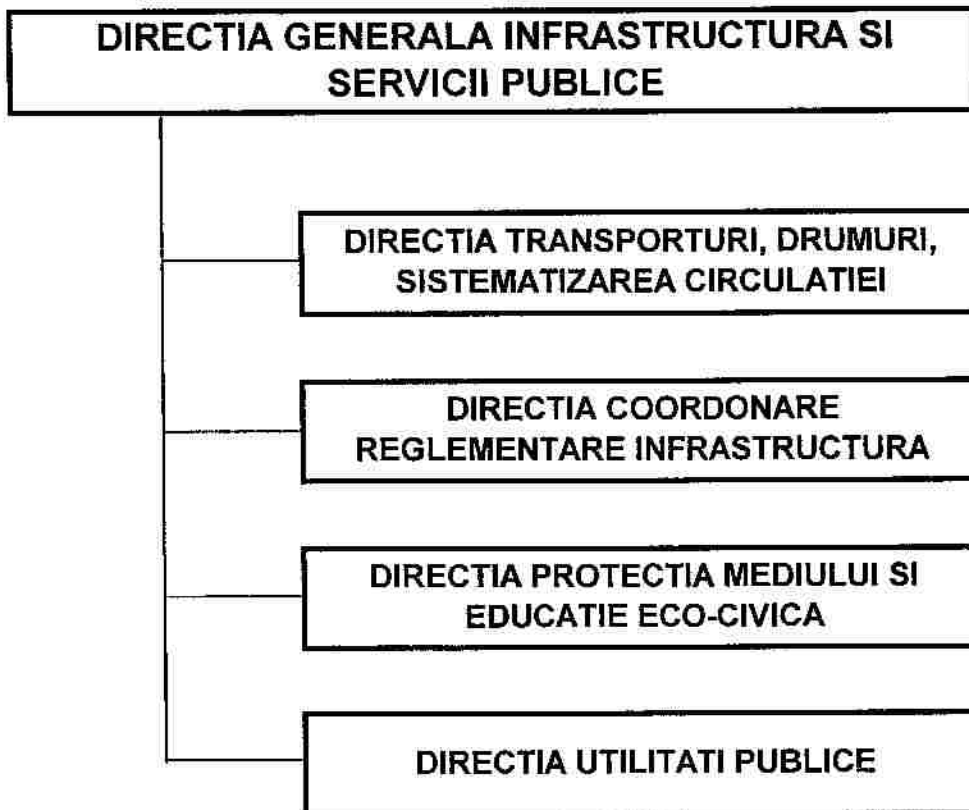 DIRECTIA GENERALA INFRASTRUCTURA SI
SERVICII PUBLICE
DIRECTIA TRANSPORTURI, DRUMURI,
SISTEMATIZAREA CIRCULATIEI
DIRECTIA COORDONARE
REGLEMENTARE INFRASTRUCTURA
DIRECTIA PROTECTIA MEDIULUI SI
EDUCATIE ECO-CIVICA
DIRECTIA UTILITATI PUBLICE